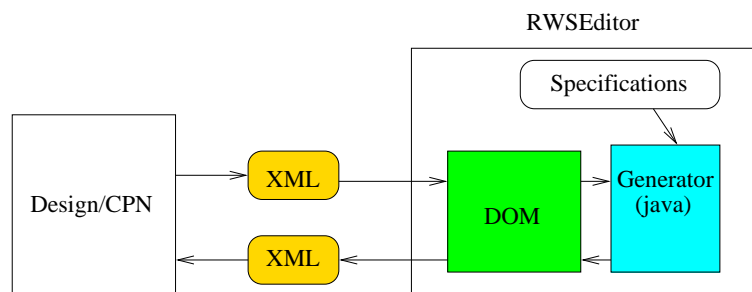 RWSEditor
Specifications
XML
Generator
(java)
Design/CPN
DOM
XML